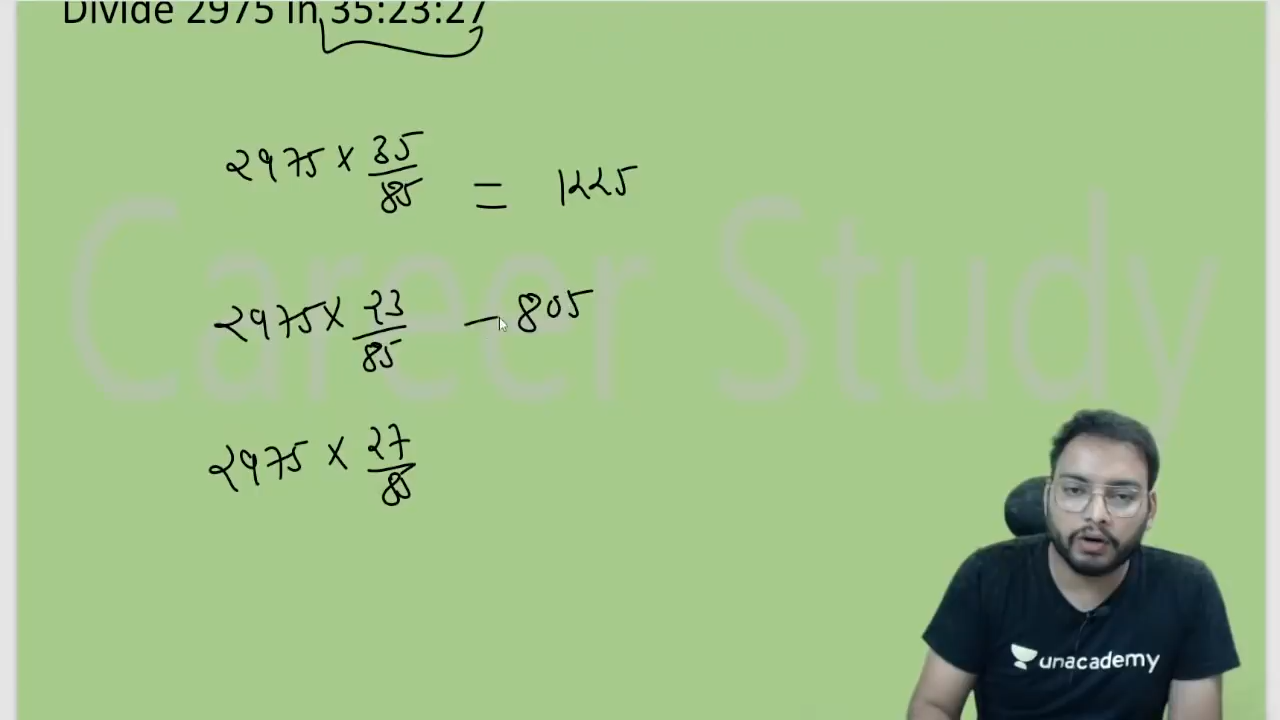 Divide 2975 in 35:23:27
2975 × 35/85 = 1225
2975 × 23/85 — 805
2975 × 27/85
Career Study
unacademy